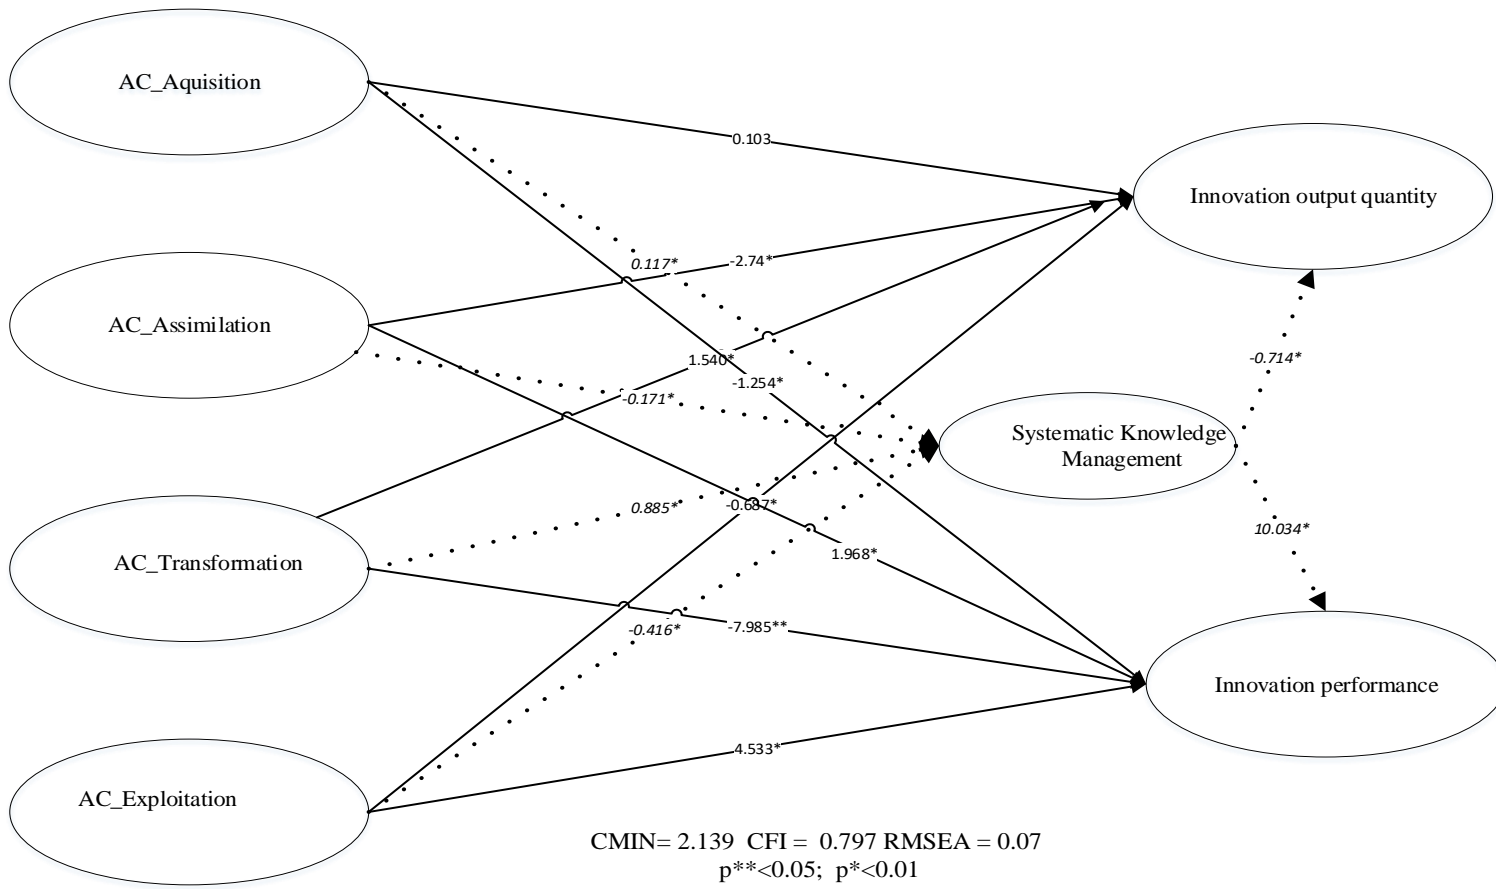 AC_Aquisition
0.103
Innovation output quantity
0.117*
-2.74*
AC_Assimilation
1.540*
-1.254*
-0.714*
-0.171*
Systematic Knowledge
Management
0.885*
-0.687*
10.034*
1.968*
AC_Transformation
-0.416*
-7.985**
Innovation performance
4.533*
AC_Exploitation
CMIN= 2.139 CFI = 0.797 RMSEA = 0.07
p**<0.05; p*<0.01